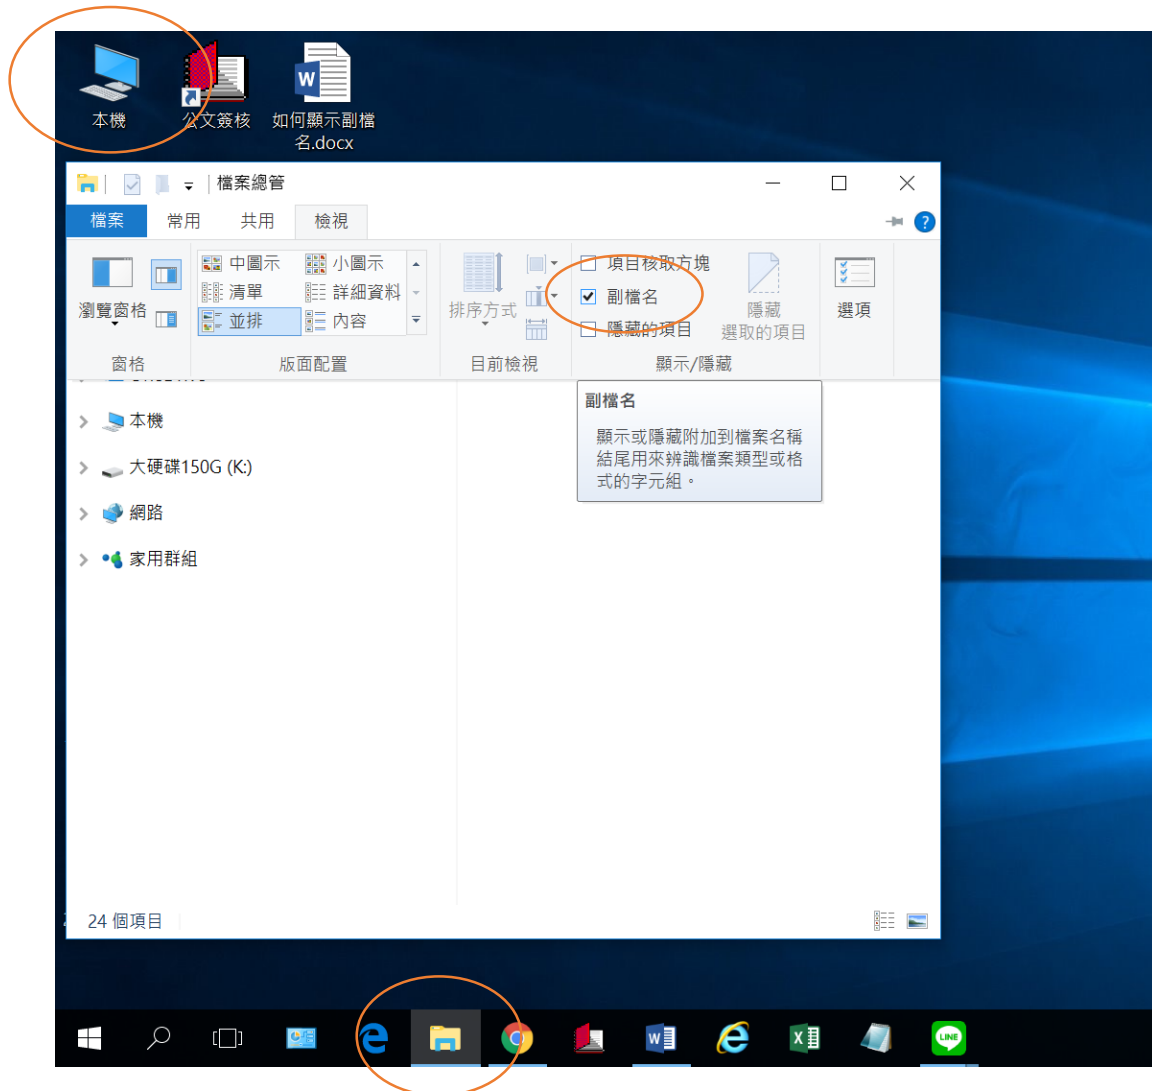 本機
公文簽核
如何顯示副檔
名.docx
檔案總管
檔案 常用 共用 檢視
瀏覽窗格
中圖示 小圖示
清單 詳細資料
並排 內容
排序方式
項目核取方塊
副檔名
隱藏的項目
隱藏
選取的項目
選項
窗格 版面配置 目前檢視 顯示/隱藏
本機
大硬碟150G (K:)
網路
家用群組
副檔名
顯示或隱藏附加到檔案名稱
結尾用來辨識檔案類型或格
式的字元組。
24 個項目
LINE